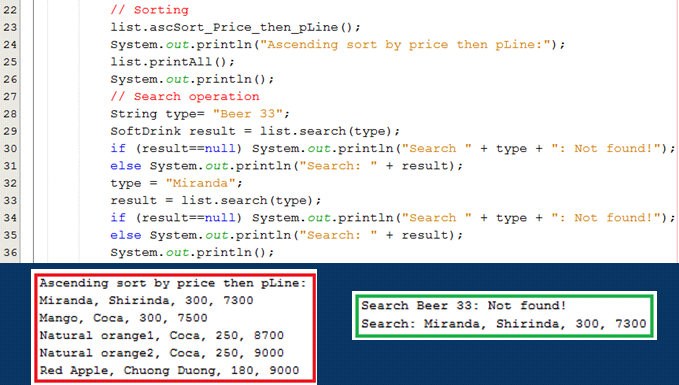 22 // Sorting
23 list.ascSort_Price_then_pLine();
24 System.out.println("Ascending sort by price then pLine:");
25 list.printAll();
26 System.out.println();
27 // Search operation
28 String type= "Beer 33";
29 SoftDrink result = list.search(type);
30 if (result==null) System.out.println("Search " + type + ": Not found!");
31 else System.out.println("Search: " + result);
32 type = "Miranda";
33 result = list.search(type);
34 if (result==null) System.out.println("Search " + type + ": Not found!");
35 else System.out.println("Search: " + result);
36 System.out.println();
Ascending sort by price then pLine:
Miranda, Shirinda, 300, 7300
Mango, Coca, 300, 7500
Natural orange1, Coca, 250, 8700
Natural orange2, Coca, 250, 9000
Red Apple, Chuong Duong, 180, 9000
Search Beer 33: Not found!
Search: Miranda, Shirinda, 300, 7300